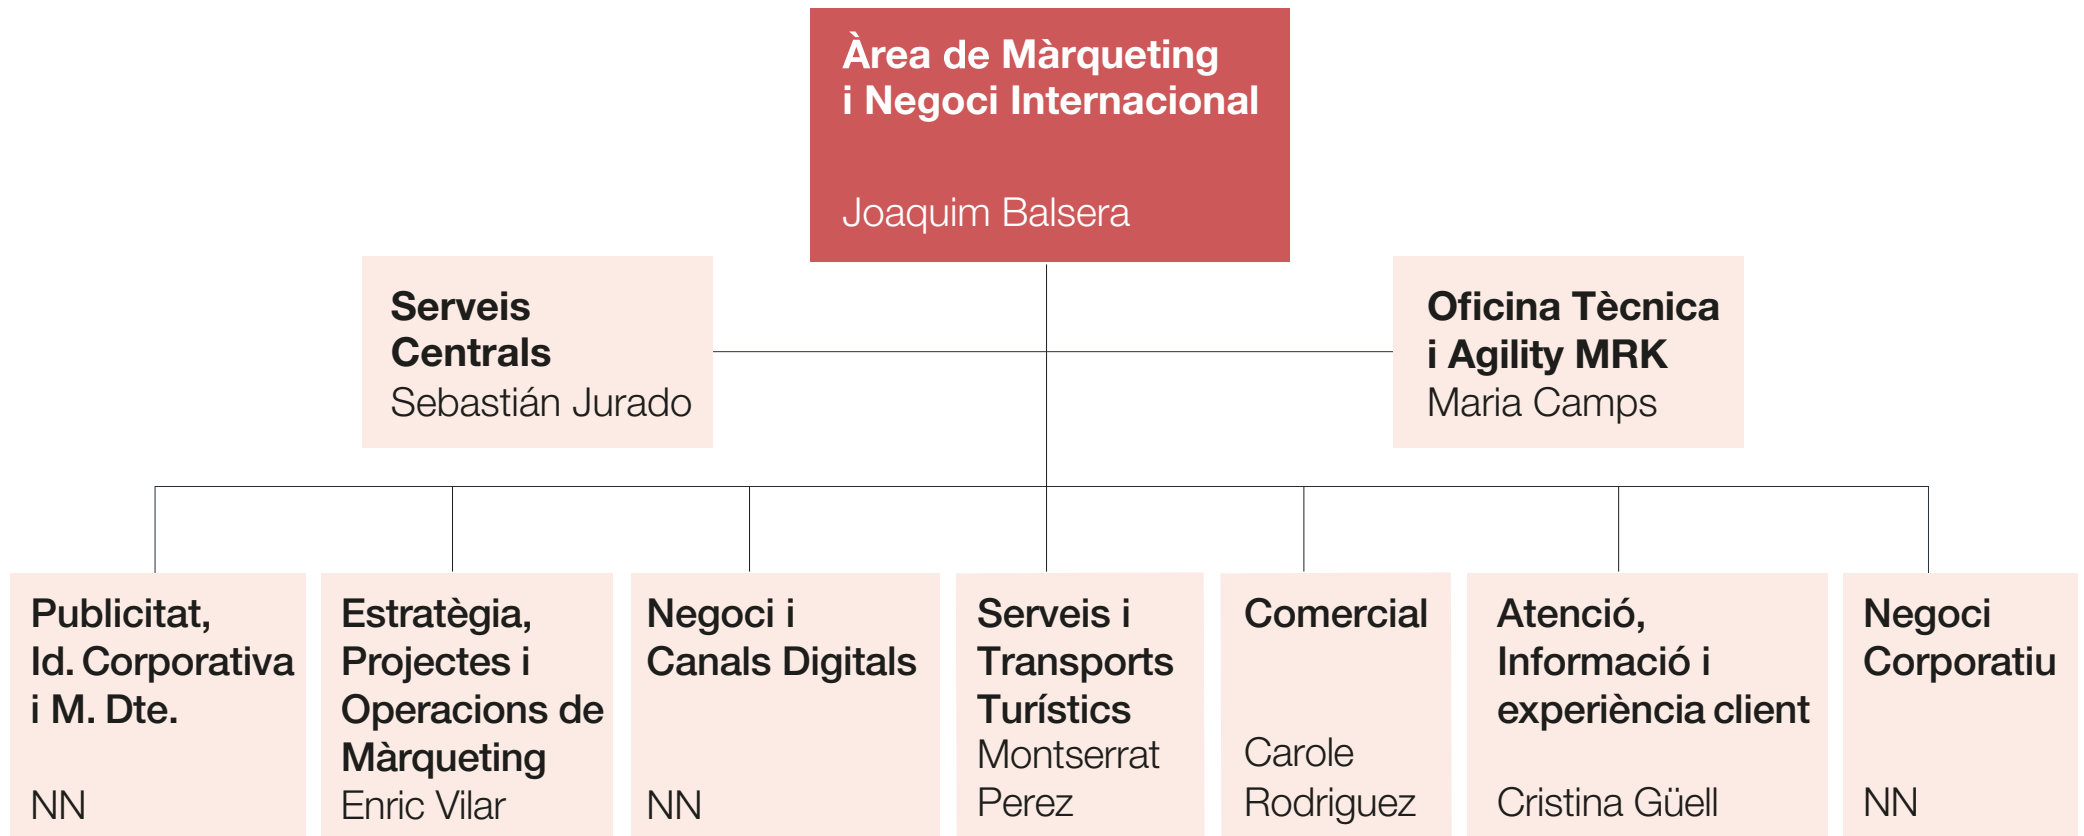 Àrea de Màrqueting
i Negoci Internacional
Joaquim Balsera
Serveis
Centrals
Sebastián Jurado
Oficina Tècnica
i Agility MRK
Maria Camps
Publicitat,
Id. Corporativa
i M. Dte.
NN
Estratègia,
Projectes i
Operacions de
Màrqueting
Enric Vilar
Negoci i
Canals Digitals
NN
Serveis i
Transports
Turístics
Montserrat
Perez
Comercial
Carole
Rodriguez
Atenció,
Informació i
experiència client
Cristina Güell
Negoci
Corporatiu
NN